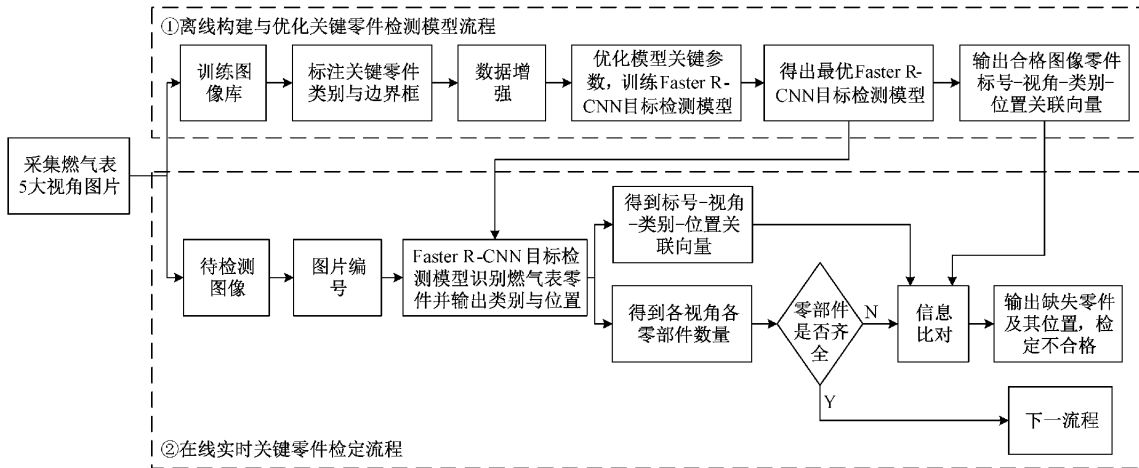 ①离线构建与优化关键零件检测模型流程
训练图
像库
标注关键零件
类别与边界框
数据增
强
优化模型关键参
数，训练Faster R-
CNN目标检测模型
得出最优Faster R-
CNN目标检测模型
输出合格图像零件
标号-视角-类别-
位置关联向量
采集燃气表
5大视角图片
待检测
图像
图片编
号
Faster R-CNN目标检
测模型识别燃气表零
件并输出类别与位置
得到标号-视角
-类别-位置关
联向量
得到各视角各
零部件数量
零部件
是否齐
全
N
Y
信息
比对
输出缺失零件
及其位置，检
定不合格
下一流程
②在线实时关键零件检定流程